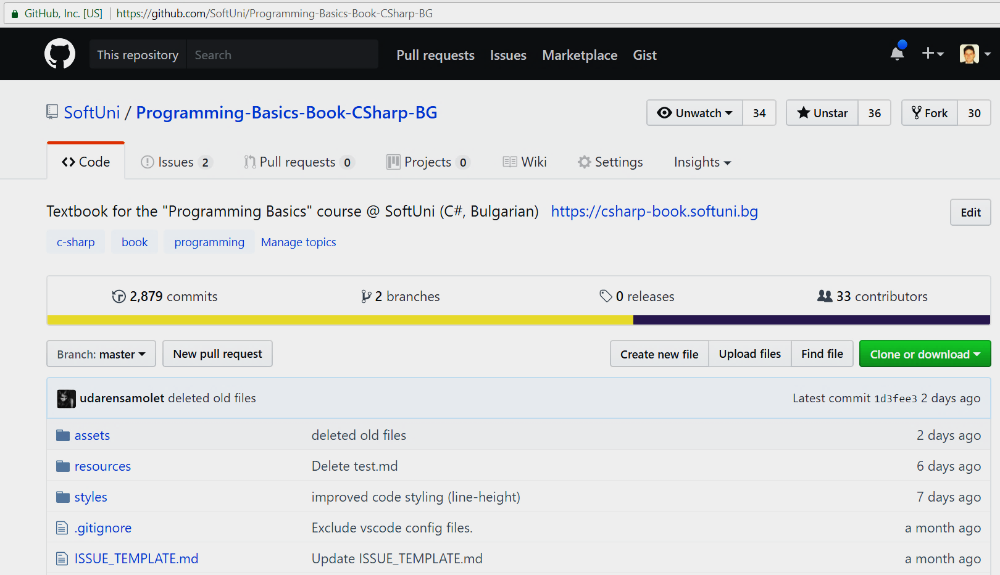 GitHub, Inc. [US] https://github.com/SoftUni/Programming-Basics-Book-CSharp-BG
This repository Search Pull requests Issues Marketplace Gist
SoftUni / Programming-Basics-Book-CSharp-BG Unwatch 34 Unstar 36 Fork 30
Code Issues 2 Pull requests 0 Projects 0 Wiki Settings Insights
Textbook for the "Programming Basics" course @ SoftUni (C#, Bulgarian) https://csharp-book.softuni.bg Edit
c-sharp book programming Manage topics
2,879 commits 2 branches 0 releases 33 contributors
Branch: master New pull request Create new file Upload files Find file Clone or download
udarensamolet deleted old files Latest commit 1d3fee3 2 days ago
assets deleted old files 2 days ago
resources Delete test.md 6 days ago
styles improved code styling (line-height) 7 days ago
.gitignore Exclude vscode config files. a month ago
ISSUE_TEMPLATE.md Update ISSUE_TEMPLATE.md a month ago